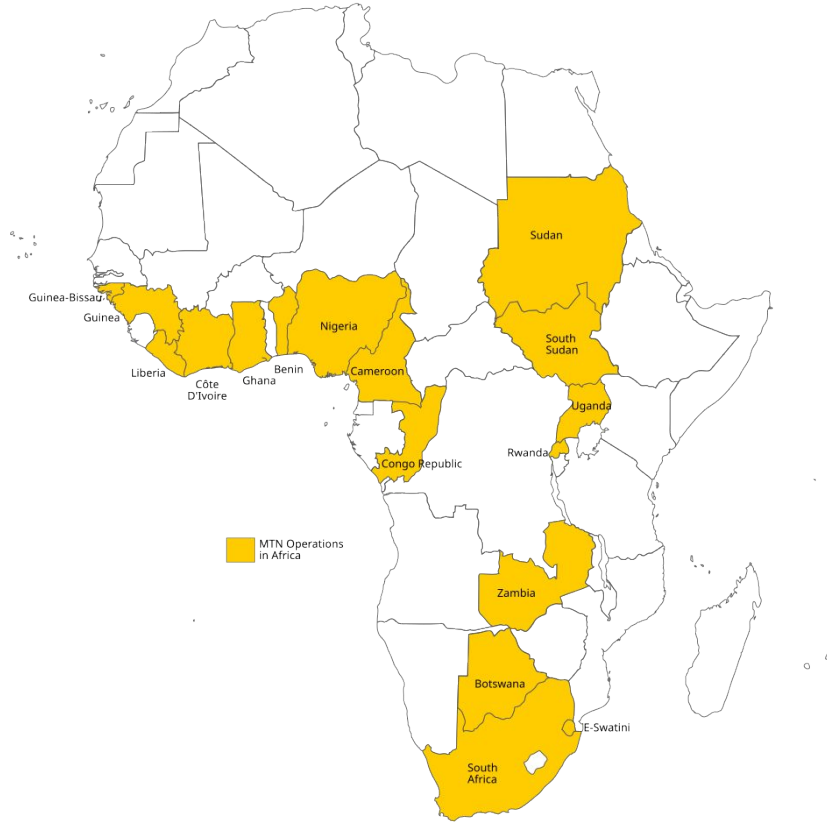 Sudan
Guinea-Bissau
Guinea
Nigeria
South
Sudan
Liberia
Côte
D'Ivoire
Ghana
Benin
Cameroon
Uganda
Rwanda
Congo Republic
MTN Operations
in Africa
Zambia
Botswana
E-Swatini
South
Africa